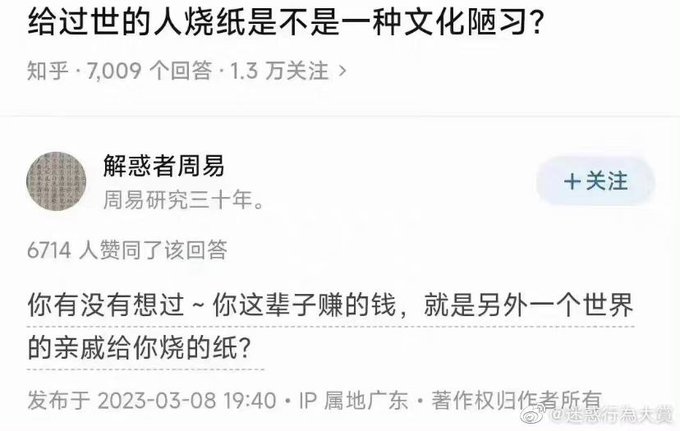 给过世的人烧纸是不是一种文化陋习？
知乎 · 7,009 个回答 · 1.3 万关注 >
解惑者周易
周易研究三十年。
+关注
6714 人赞同了该回答
你有没有想过 ~ 你这辈子赚的钱，就是另外一个世界
的亲戚给你烧的纸？
发布于 2023-03-08 19:40 · IP 属地广东 · 著作权归作者所有
@迷惑行為大賞